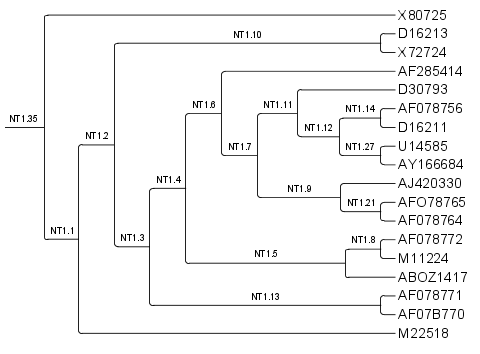 X80725
D16213
NT1.10
X72724
AF285414
D30793
NT1.6
NT1.11
NT1.14
AF078756
NT1.35
D16211
NT1.12
NT1.2
NT1.27
U14585
NT1.7
AY166684
NT1.4
AJ420330
NT1.9
NT1.21
AFO78765
AF078764
NT1.1
NT1.3
NT1.8
AF078772
NT1.5
M11224
ABOZ1417
NT1.13
AF078771
AF07B770
M22518